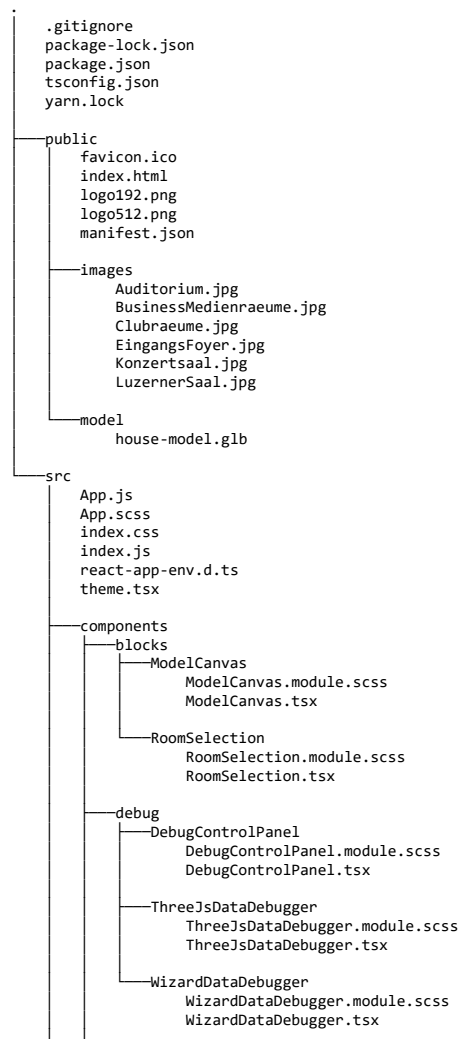 .
.gitignore
package-lock.json
package.json
tsconfig.json
yarn.lock
public
favicon.ico
index.html
logo192.png
logo512.png
manifest.json
images
Auditorium.jpg
BusinessMedienraeume.jpg
Clubraeume.jpg
EingangsFoyer.jpg
Konzertsaal.jpg
LuzernerSaal.jpg
model
house-model.glb
src
App.js
App.scss
index.css
index.js
react-app-env.d.ts
theme.tsx
components
blocks
ModelCanvas
ModelCanvas.module.scss
ModelCanvas.tsx
RoomSelection
RoomSelection.module.scss
RoomSelection.tsx
debug
DebugControlPanel
DebugControlPanel.module.scss
DebugControlPanel.tsx
ThreeJsDataDebugger
ThreeJsDataDebugger.module.scss
ThreeJsDataDebugger.tsx
WizardDataDebugger
WizardDataDebugger.module.scss
WizardDataDebugger.tsx